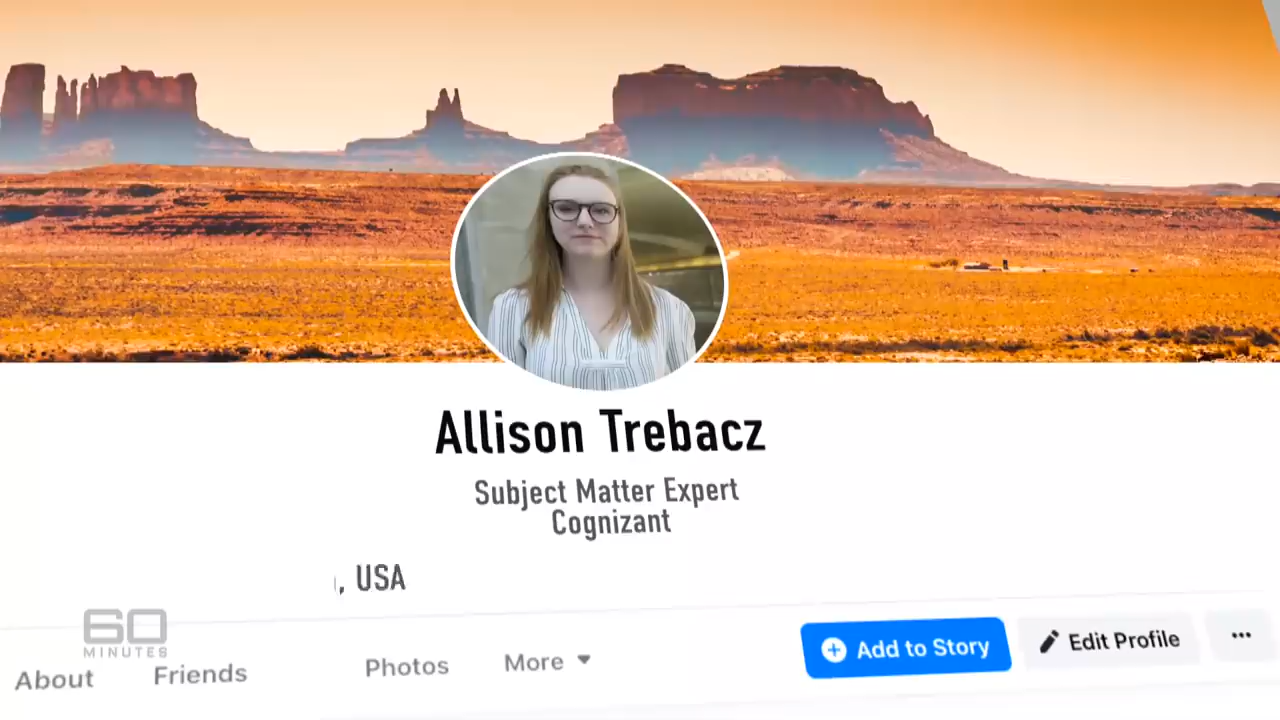 Allison Trebacz
Subject Matter Expert
Cognizant
, USA
60
MINUTES
About
Friends
Photos
More
Add to Story
Edit Profile